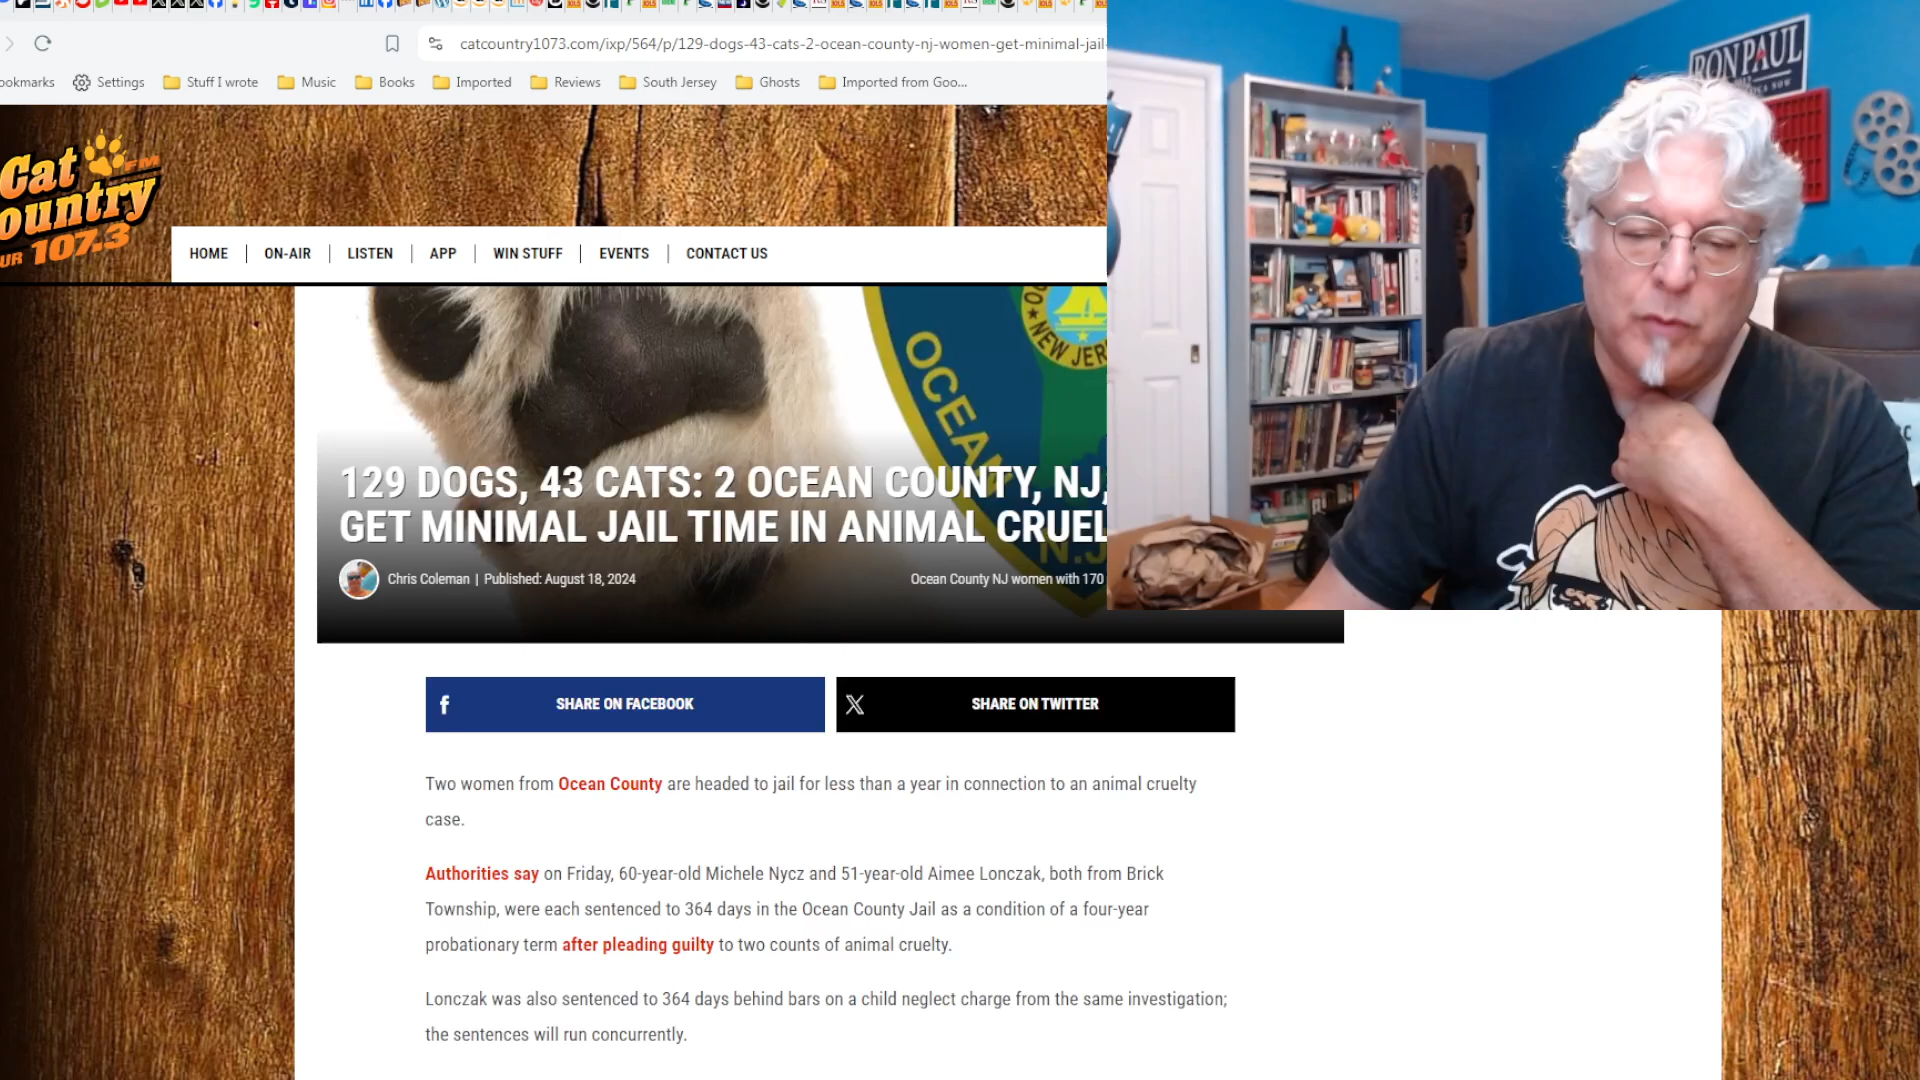 catcountry1073.com/ixp/564/p/129-dogs-43-cats-2-ocean-county-nj-women-get-minimal-jail-
ookmarks Settings Stuff I wrote Music Books Imported Reviews South Jersey Ghosts Imported from Goo...
RON PAUL
Cat
FM
ountry
UR 107.3
HOME ON-AIR LISTEN APP WIN STUFF EVENTS CONTACT US
NEW JER
OCEAN
N.J
129 DOGS, 43 CATS: 2 OCEAN COUNTY, NJ,
GET MINIMAL JAIL TIME IN ANIMAL CRUEL
Chris Coleman | Published: August 18, 2024
Ocean County NJ women with 170
SHARE ON FACEBOOK
SHARE ON TWITTER
Two women from Ocean County are headed to jail for less than a year in connection to an animal cruelty
case.
Authorities say on Friday, 60-year-old Michele Nycz and 51-year-old Aimee Lonczak, both from Brick
Township, were each sentenced to 364 days in the Ocean County Jail as a condition of a four-year
probationary term after pleading guilty to two counts of animal cruelty.
Lonczak was also sentenced to 364 days behind bars on a child neglect charge from the same investigation;
the sentences will run concurrently.